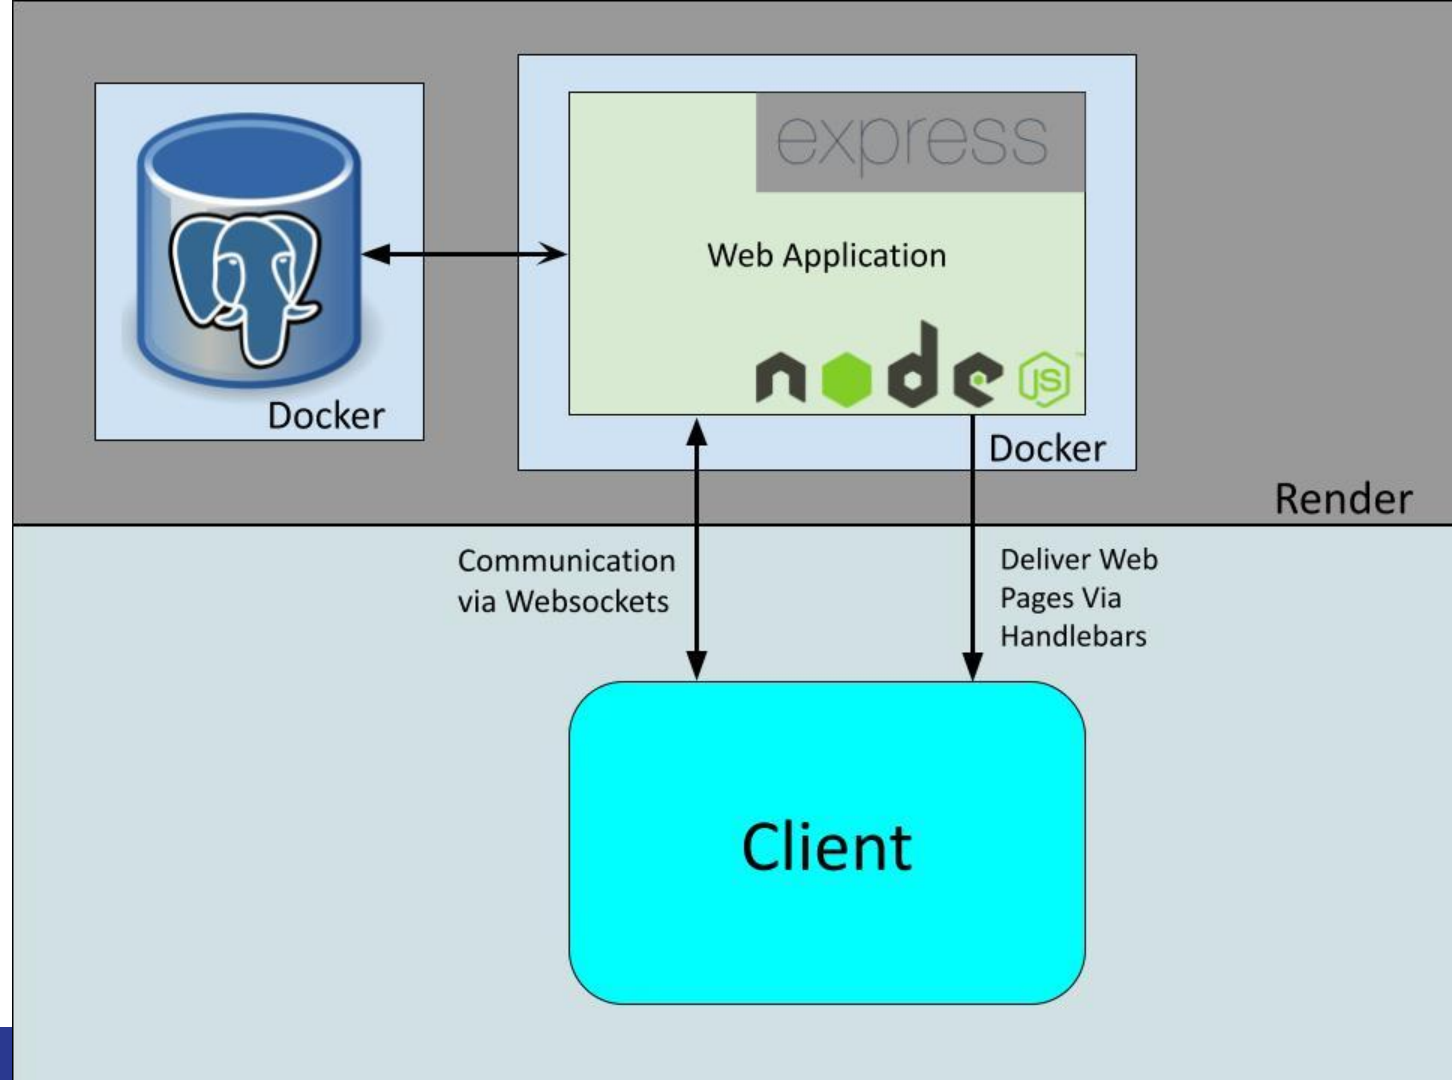 express
Web Application
node
JS
Docker
Docker
Render
Communication
via Websockets
Deliver Web
Pages Via
Handlebars
Client